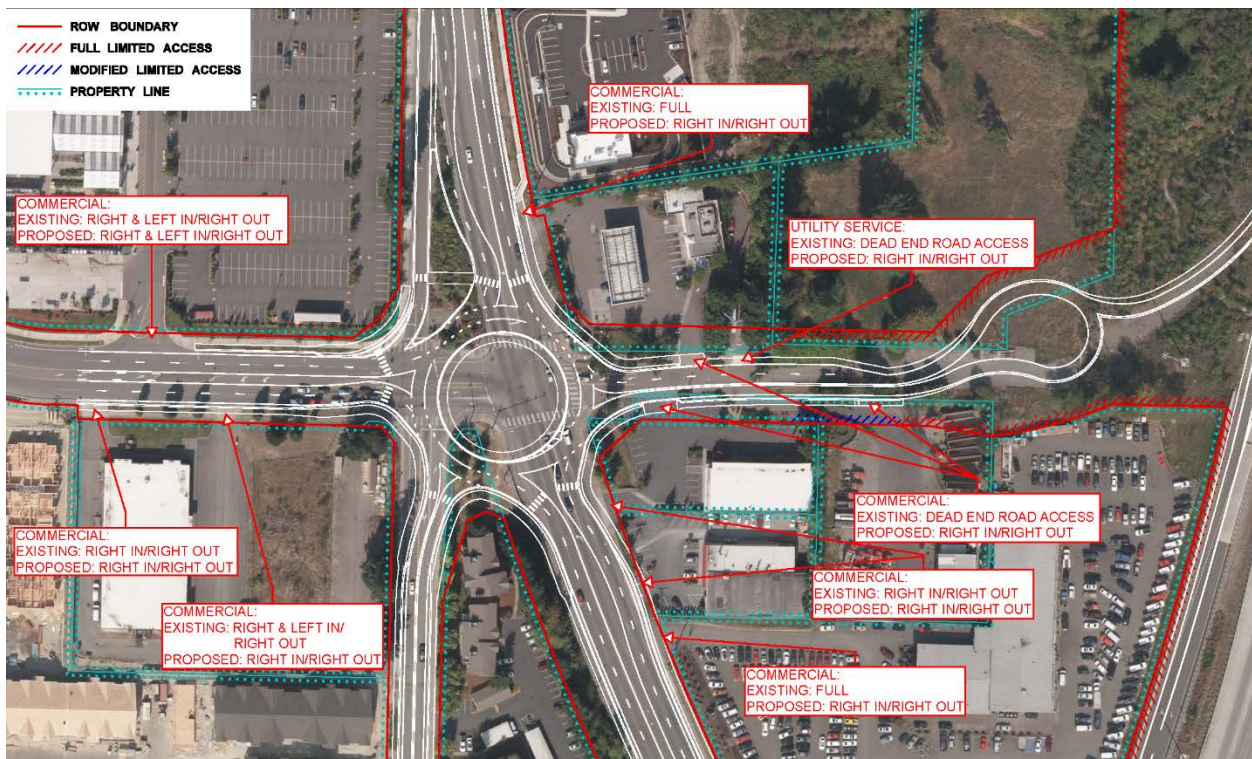 ROW BOUNDARY
FULL LIMITED ACCESS
MODIFIED LIMITED ACCESS
PROPERTY LINE
COMMERCIAL:
EXISTING: FULL
PROPOSED: RIGHT IN/RIGHT OUT
COMMERCIAL:
EXISTING: RIGHT & LEFT IN/RIGHT OUT
PROPOSED: RIGHT & LEFT IN/RIGHT OUT
UTILITY SERVICE:
EXISTING: DEAD END ROAD ACCESS
PROPOSED: RIGHT IN/RIGHT OUT
COMMERCIAL:
EXISTING: DEAD END ROAD ACCESS
PROPOSED: RIGHT IN/RIGHT OUT
COMMERCIAL:
EXISTING: RIGHT IN/RIGHT OUT
PROPOSED: RIGHT IN/RIGHT OUT
COMMERCIAL:
EXISTING: RIGHT IN/RIGHT OUT
PROPOSED: RIGHT IN/RIGHT OUT
COMMERCIAL:
EXISTING: RIGHT & LEFT IN/
RIGHT OUT
PROPOSED: RIGHT IN/RIGHT OUT
COMMERCIAL:
EXISTING: FULL
PROPOSED: RIGHT IN/RIGHT OUT